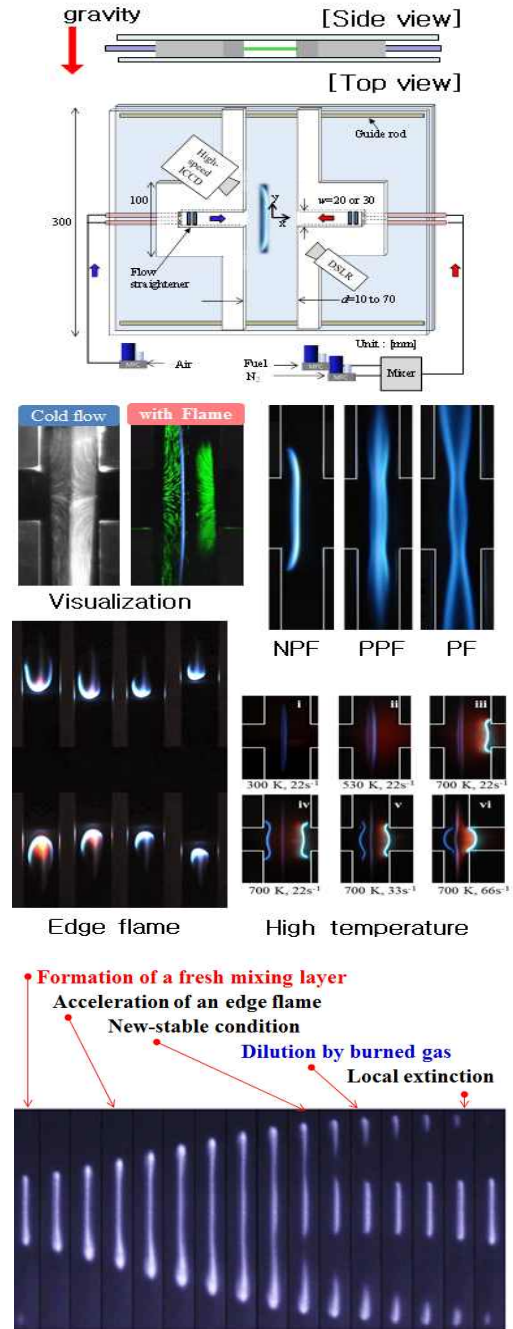 gravity
[Side view]
[Top view]
Guide rod
High-
speed
ICCD
y
x
w=20 or 30
100
300
DSLR
Flow
straightener
d=10 to 70
Unit : [mm]
Air
Fuel
N2
MFC
MFC
MFC
Mixer
Cold flow
with Flame
Visualization
NPF
PPF
PF
i
ii
iii
300 K, 22s-1
530 K, 22s-1
700 K, 22s-1
iv
v
vi
700 K, 22s-1
700 K, 33s-1
700 K, 66s-1
Edge flame
High temperature
Formation of a fresh mixing layer
Acceleration of an edge flame
New-stable condition
Dilution by burned gas
Local extinction